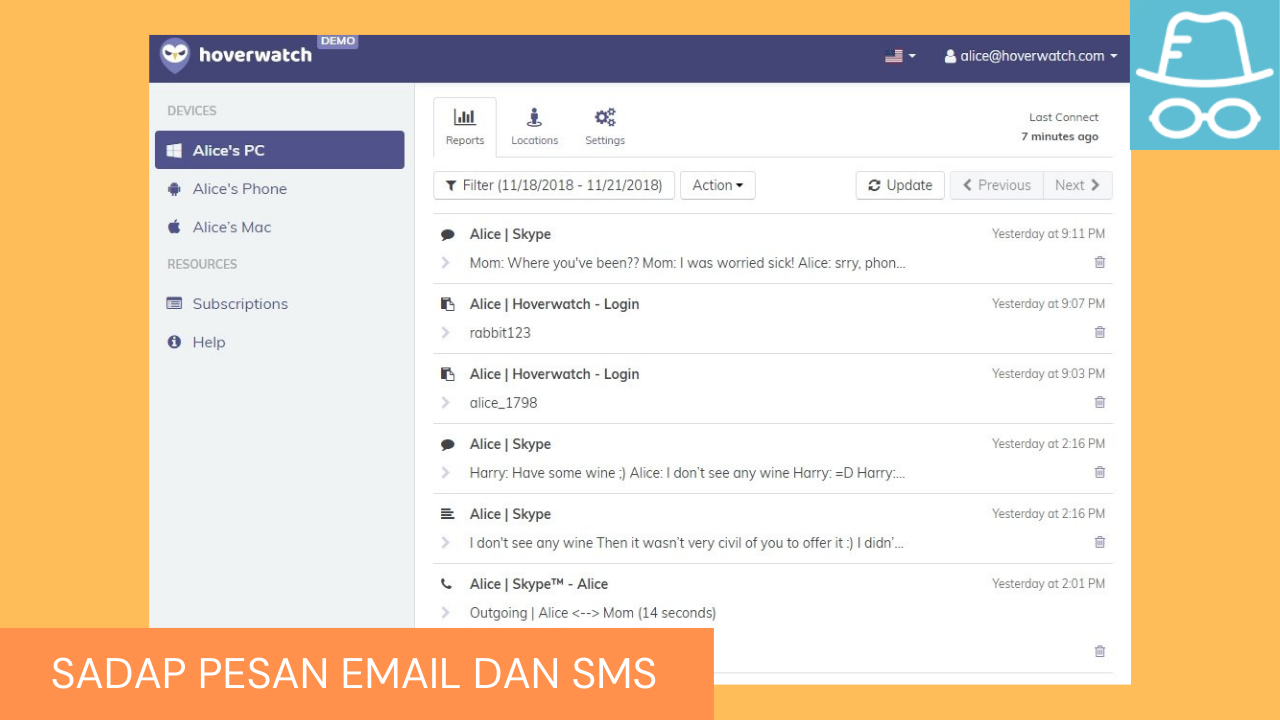 hoverwatch
DEMO
alice@hoverwatch.com
DEVICES
Alice's PC
Alice's Phone
Alice's Mac
RESOURCES
Subscriptions
Help
Reports
Locations
Settings
Last Connect
7 minutes ago
Filter (11/18/2018 - 11/21/2018)
Action
Update
Previous
Next
Alice | Skype
Yesterday at 9:11 PM
Mom: Where you've been?? Mom: I was worried sick! Alice: srry, phon...
Alice | Hoverwatch - Login
Yesterday at 9:07 PM
rabbit123
Alice | Hoverwatch - Login
Yesterday at 9:03 PM
alice_1798
Alice | Skype
Yesterday at 2:16 PM
Harry: Have some wine ;) Alice: I don't see any wine Harry: =D Harry:...
Alice | Skype
Yesterday at 2:16 PM
I don't see any wine Then it wasn't very civil of you to offer it :) I didn'...
Alice | Skype™ - Alice
Yesterday at 2:01 PM
Outgoing | Alice <--> Mom (14 seconds)
SADAP PESAN EMAIL DAN SMS